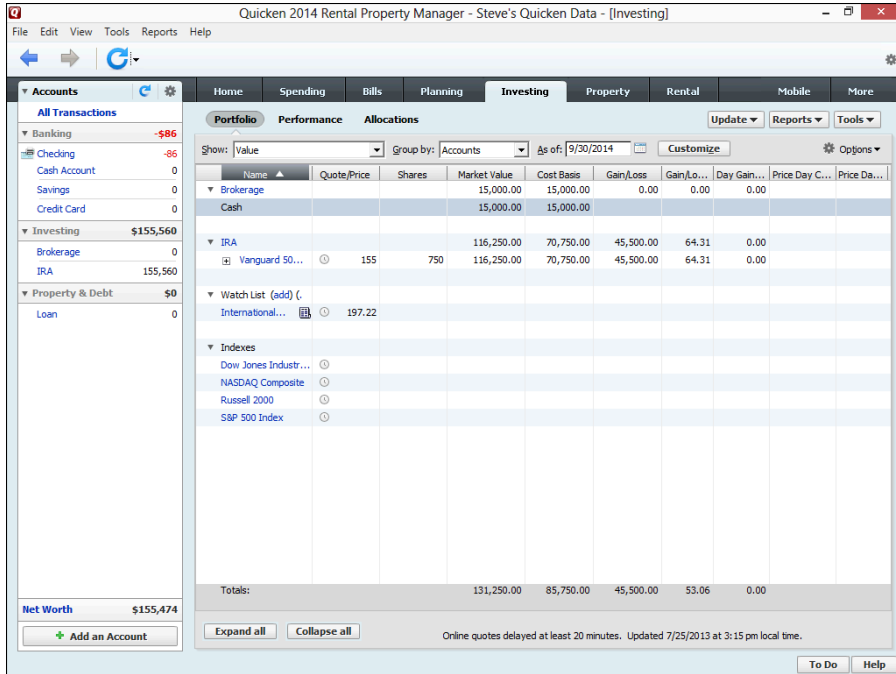 Quicken 2014 Rental Property Manager - Steve's Quicken Data - [Investing]
File Edit View Tools Reports Help
Accounts Home Spending Bills Planning Investing Property Rental Mobile More
All Transactions Portfolio Performance Allocations Update Reports Tools
Banking -$86
Checking -86 Show: Value Group by: Accounts As of: 9/30/2014 Customize Options
Cash Account 0 Name Quote/Price Shares Market Value Cost Basis Gain/Loss Gain/Lo... Day Gain... Price Day C... Price Da...
Savings 0 Brokerage 15,000.00 15,000.00 0.00 0.00 0.00
Credit Card 0 Cash 15,000.00 15,000.00
Investing $155,560
Brokerage 0 IRA 116,250.00 70,750.00 45,500.00 64.31 0.00
IRA 155,560 Vanguard 50... 155 750 116,250.00 70,750.00 45,500.00 64.31 0.00
Property & Debt $0 Watch List (add) (.
Loan 0 International... 197.22
Indexes
Dow Jones Industr...
NASDAQ Composite
Russell 2000
S&P 500 Index
Totals: 131,250.00 85,750.00 45,500.00 53.06 0.00
Net Worth $155,474
Add an Account Expand all Collapse all Online quotes delayed at least 20 minutes. Updated 7/25/2013 at 3:15 pm local time.
To Do Help